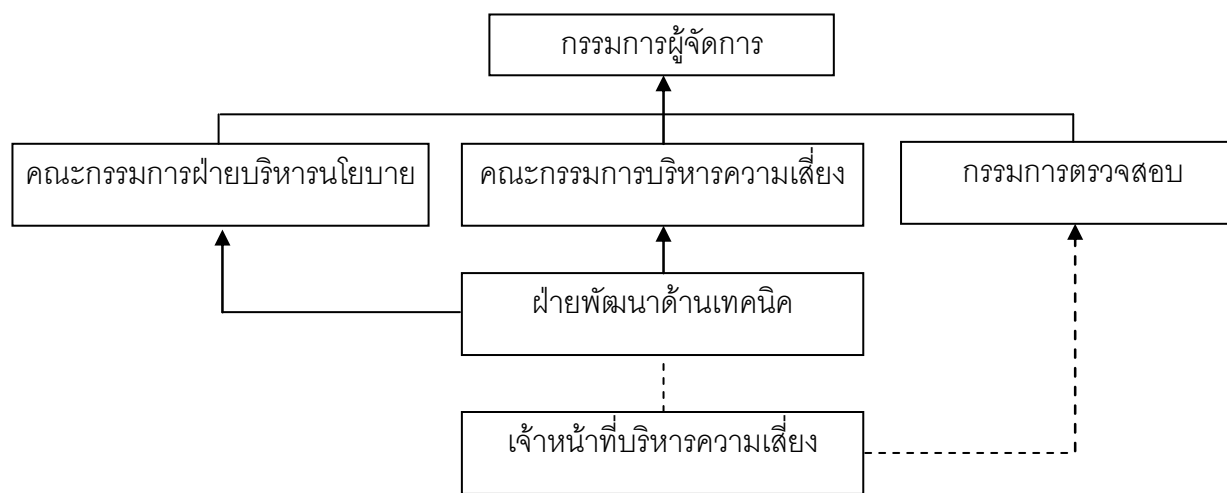 กรรมการผู้จัดการ
คณะกรรมการฝ่ายบริหารนโยบาย
คณะกรรมการบริหารความเสี่ยง
กรรมการตรวจสอบ
ฝ่ายพัฒนาด้านเทคนิค
เจ้าหน้าที่บริหารความเสี่ยง